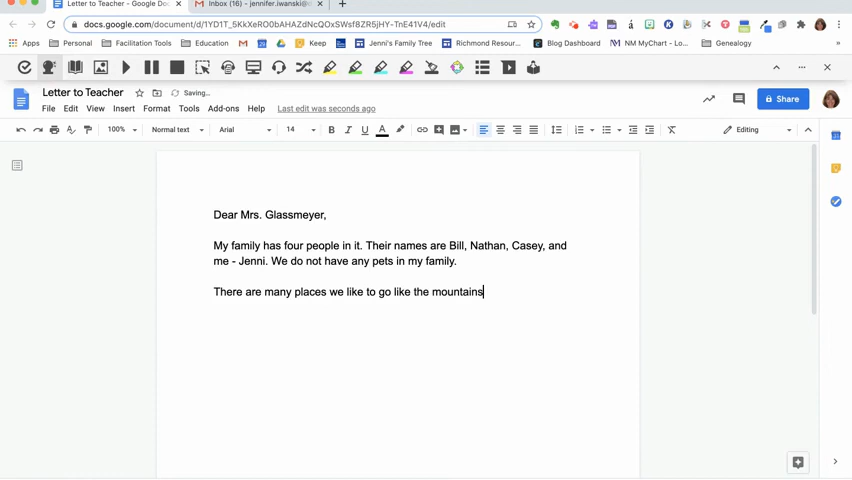 Letter to Teacher - Google Doc
Inbox (16) - jennifer.iwanski@
docs.google.com/document/d/1YD1T_5KkXeRO0bAHAZdNcQOxSWsf8ZR5jHY-TnE41V4/edit
Apps Personal Facilitation Tools Education Keep Jenni's Family Tree Richmond Resour... Blog Dashboard NM MyChart - Lo... Genealogy
Letter to Teacher Saving...
File Edit View Insert Format Tools Add-ons Help Last edit was seconds ago
Share
100% Normal text Arial 14 B I U A Editing
Dear Mrs. Glassmeyer,
My family has four people in it. Their names are Bill, Nathan, Casey, and
me - Jenni. We do not have any pets in my family.
There are many places we like to go like the mountains